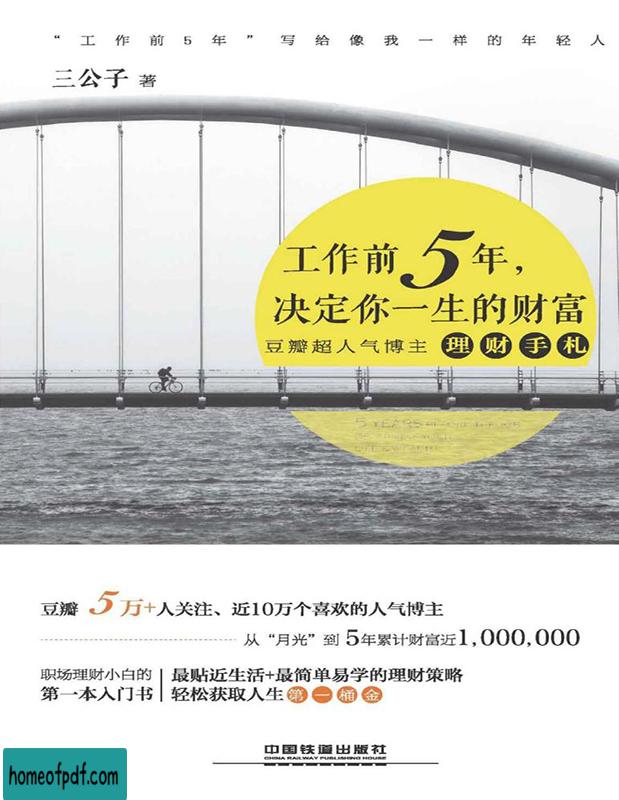 “工作前5年”写给像我一样的年轻人
三公子 著
工作前5年，
决定你一生的财富
豆瓣超人气博主 理财手札
5 YEARS
豆瓣 5万+人关注、近10万个喜欢的人气博主
从“月光”到 5年累计财富近1,000,000
职场理财小白的 最贴近生活+最简单易学的理财策略
第一本入门书 轻松获取人生第一桶金
中国铁道出版社
CHINA RAILWAY PUBLISHING HOUSE
homeofpdf.com